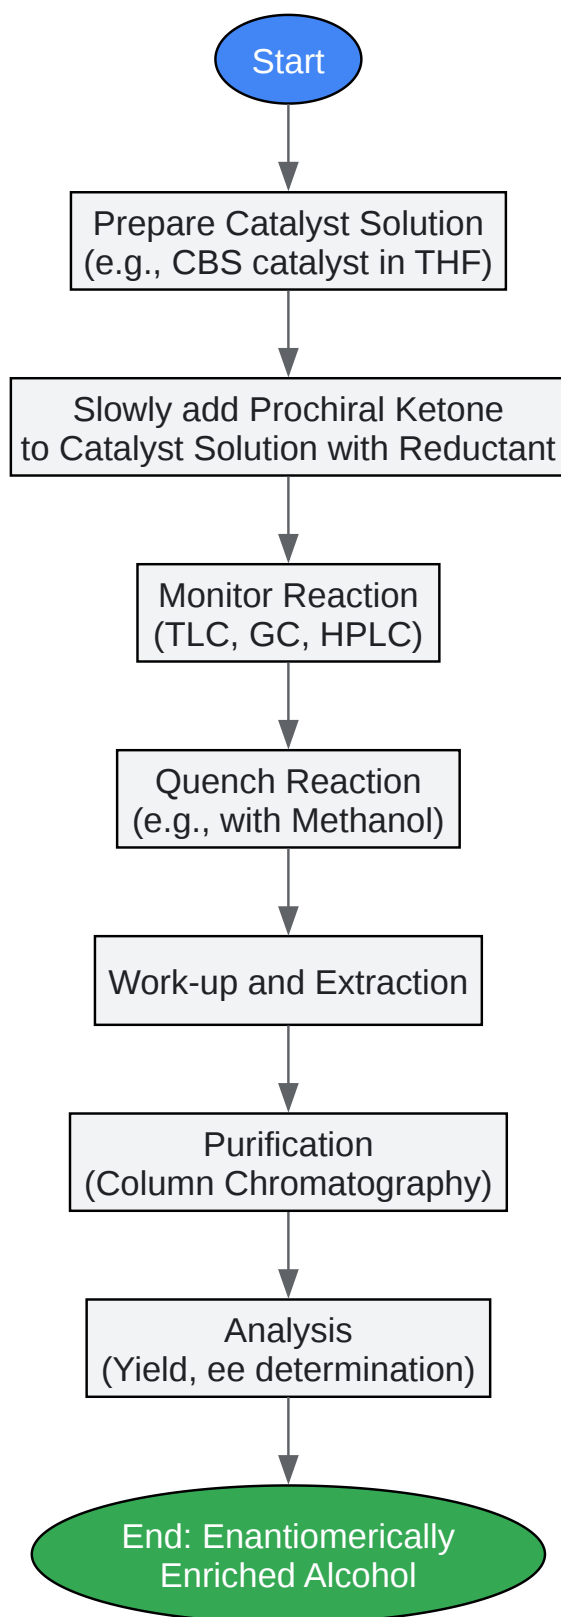 Start
Prepare Catalyst Solution
(e.g., CBS catalyst in THF)
Slowly add Prochiral Ketone
to Catalyst Solution with Reductant
Monitor Reaction
(TLC, GC, HPLC)
Quench Reaction
(e.g., with Methanol)
Work-up and Extraction
Purification
(Column Chromatography)
Analysis
(Yield, ee determination)
End: Enantiomerically
Enriched Alcohol